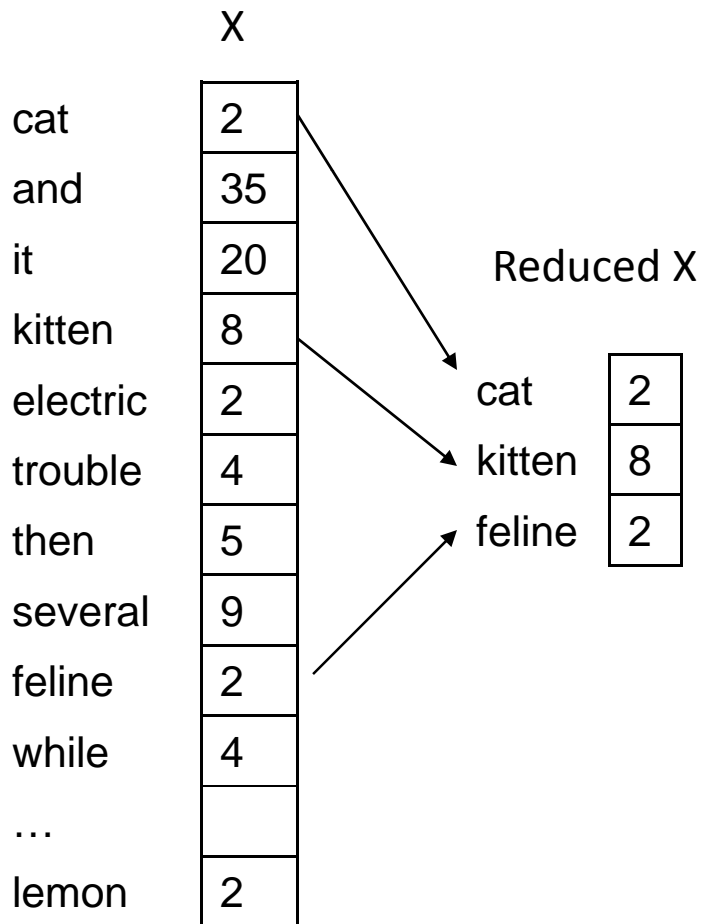 X
cat 2
and 35
it 20
Reduced X
kitten 8
cat 2
electric 2
kitten 8
trouble 4
feline 2
then 5
several 9
feline 2
while 4
…
lemon 2